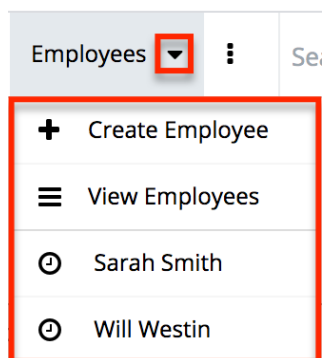 Employees
Sea
Create Employee
View Employees
Sarah Smith
Will Westin